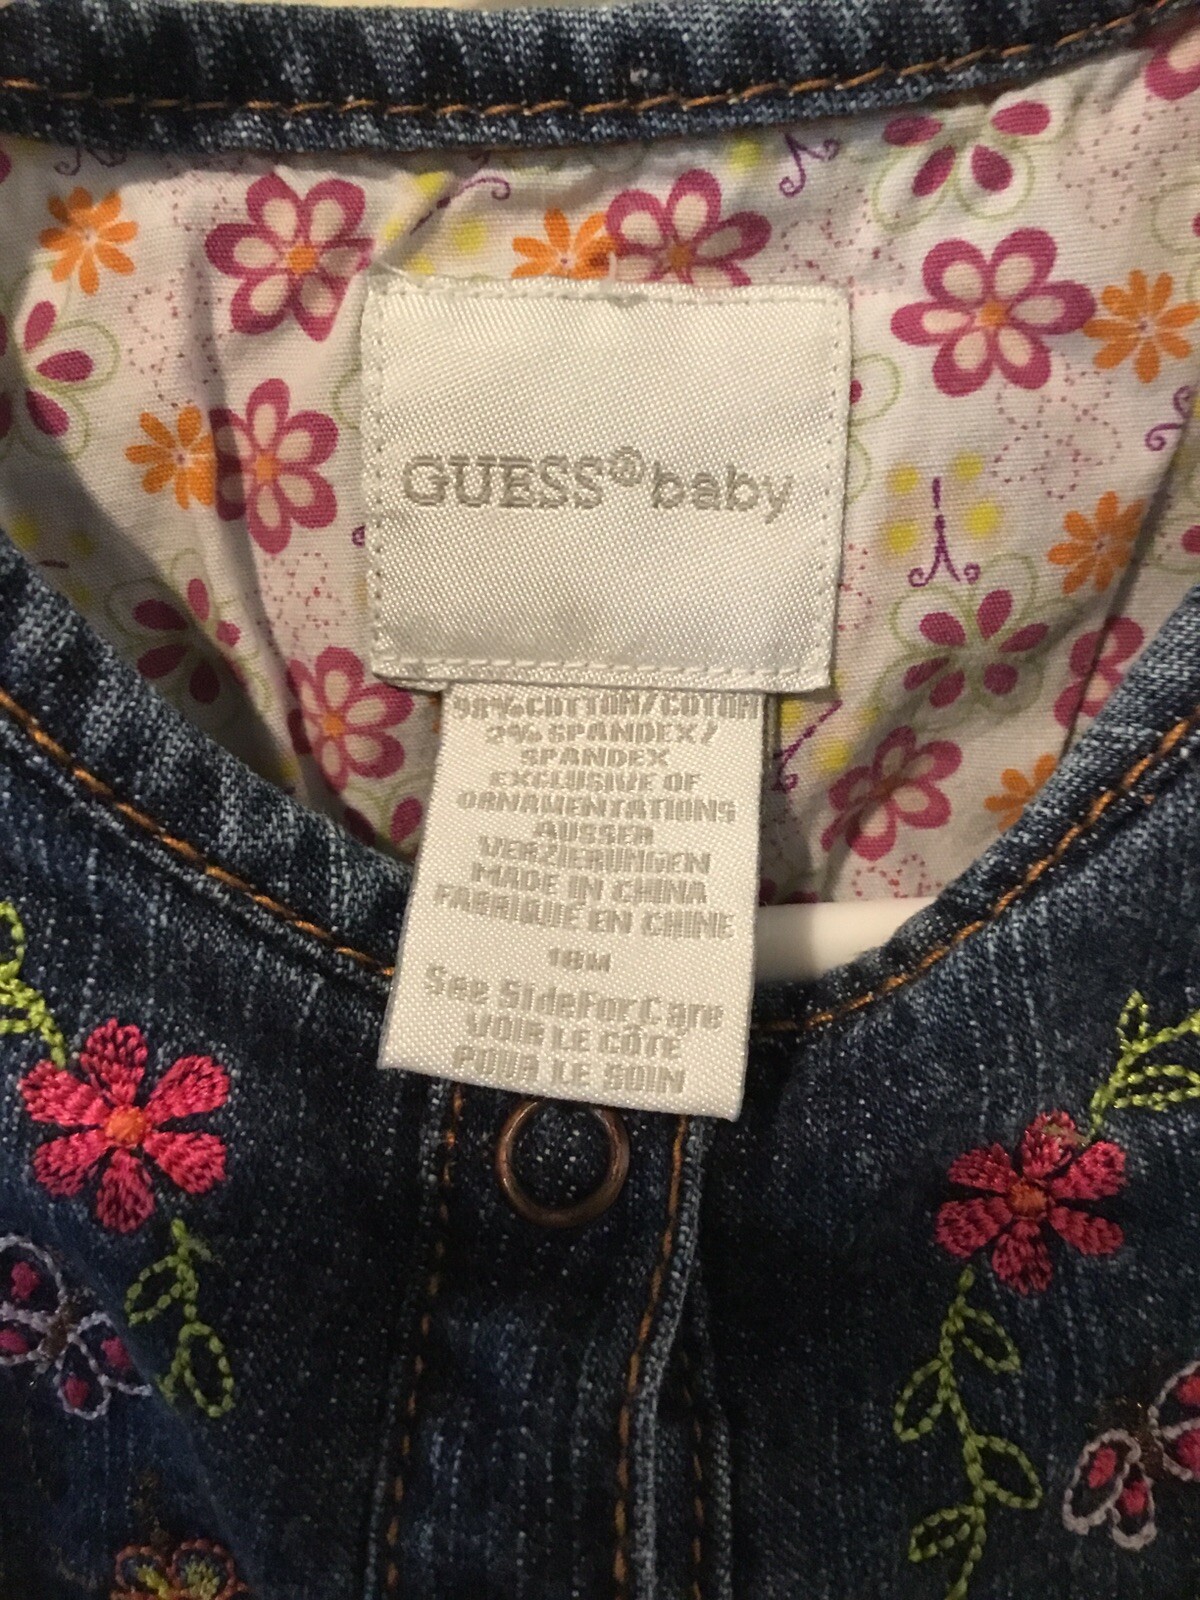 GUESS® baby
98% COTTON/COTON
2% SPANDEX/
SPANDEX
EXCLUSIVE OF
ORNAMENTATIONS
AUSSER
VERZIERUNGEN
MADE IN CHINA
FABRIQUE EN CHINE
18M
See Side For Care
VOIR LE CÔTE
POUR LE SOIN